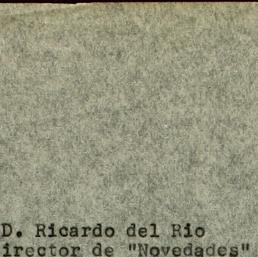 D. Ricardo del Rio
irector de "Novedades"